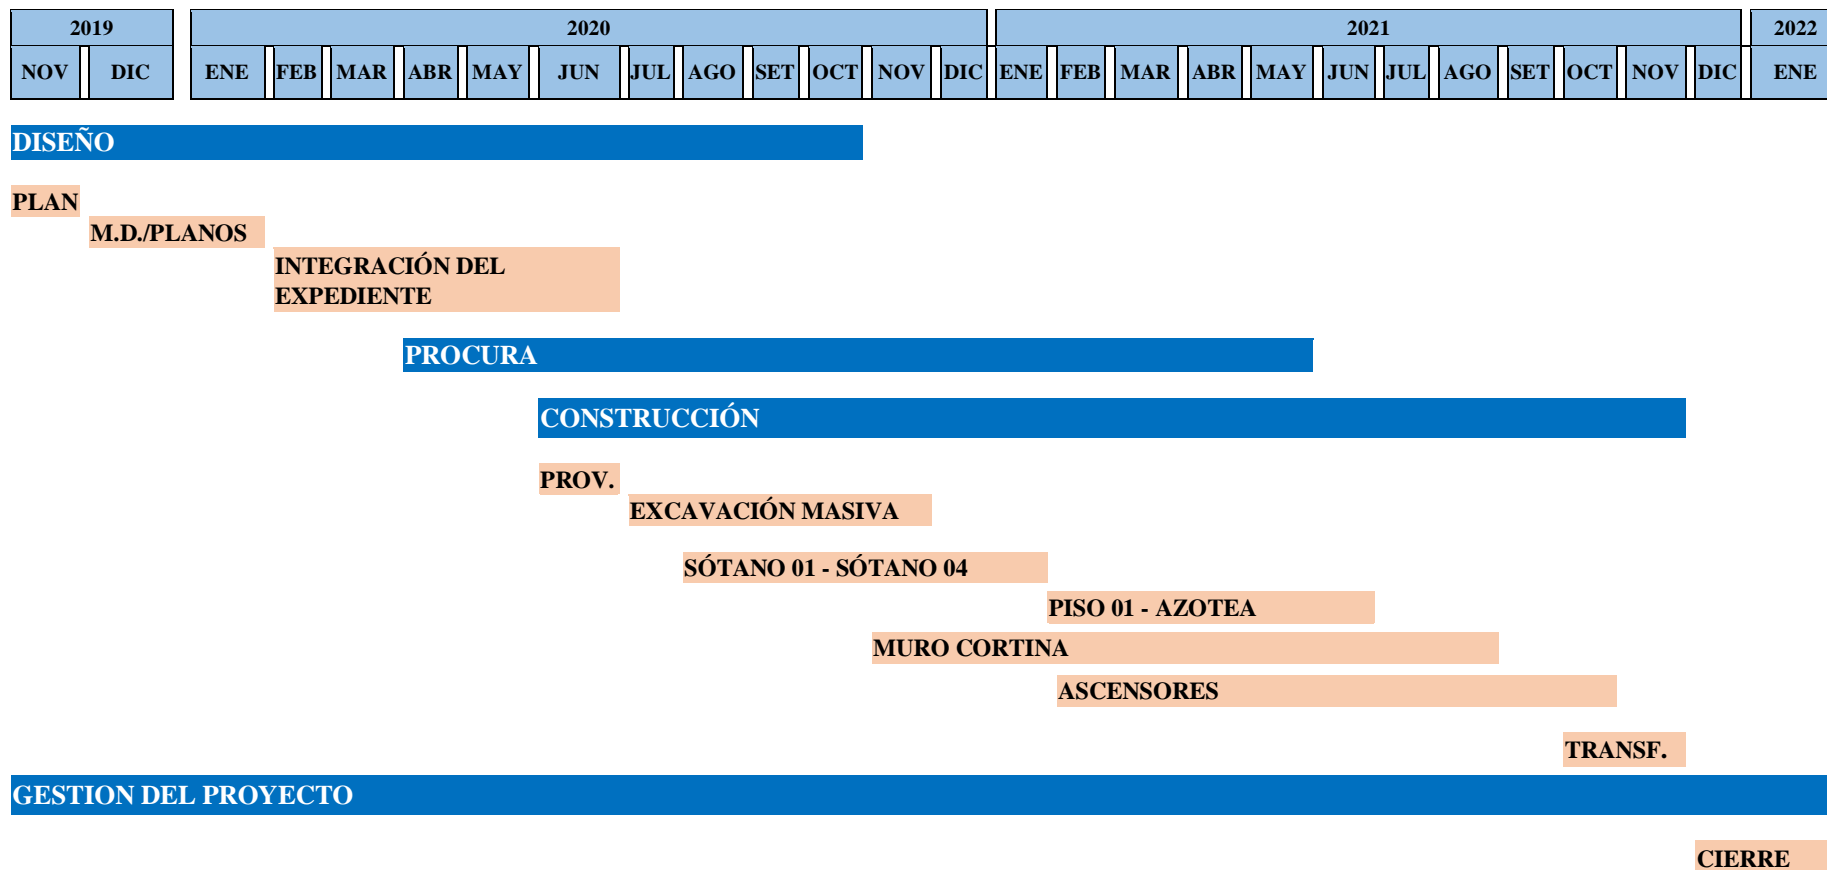 2019 2020 2021 2022
NOV DIC ENE FEB MAR ABR MAY JUN JUL AGO SET OCT NOV DIC ENE FEB MAR ABR MAY JUN JUL AGO SET OCT NOV DIC ENE
DISEÑO
PLAN
M.D./PLANOS
INTEGRACIÓN DEL
EXPEDIENTE
PROCURA
CONSTRUCCIÓN
PROV.
EXCAVACIÓN MASIVA
SÓTANO 01 - SÓTANO 04
PISO 01 - AZOTEA
MURO CORTINA
ASCENSORES
TRANSF.
GESTION DEL PROYECTO
CIERRE